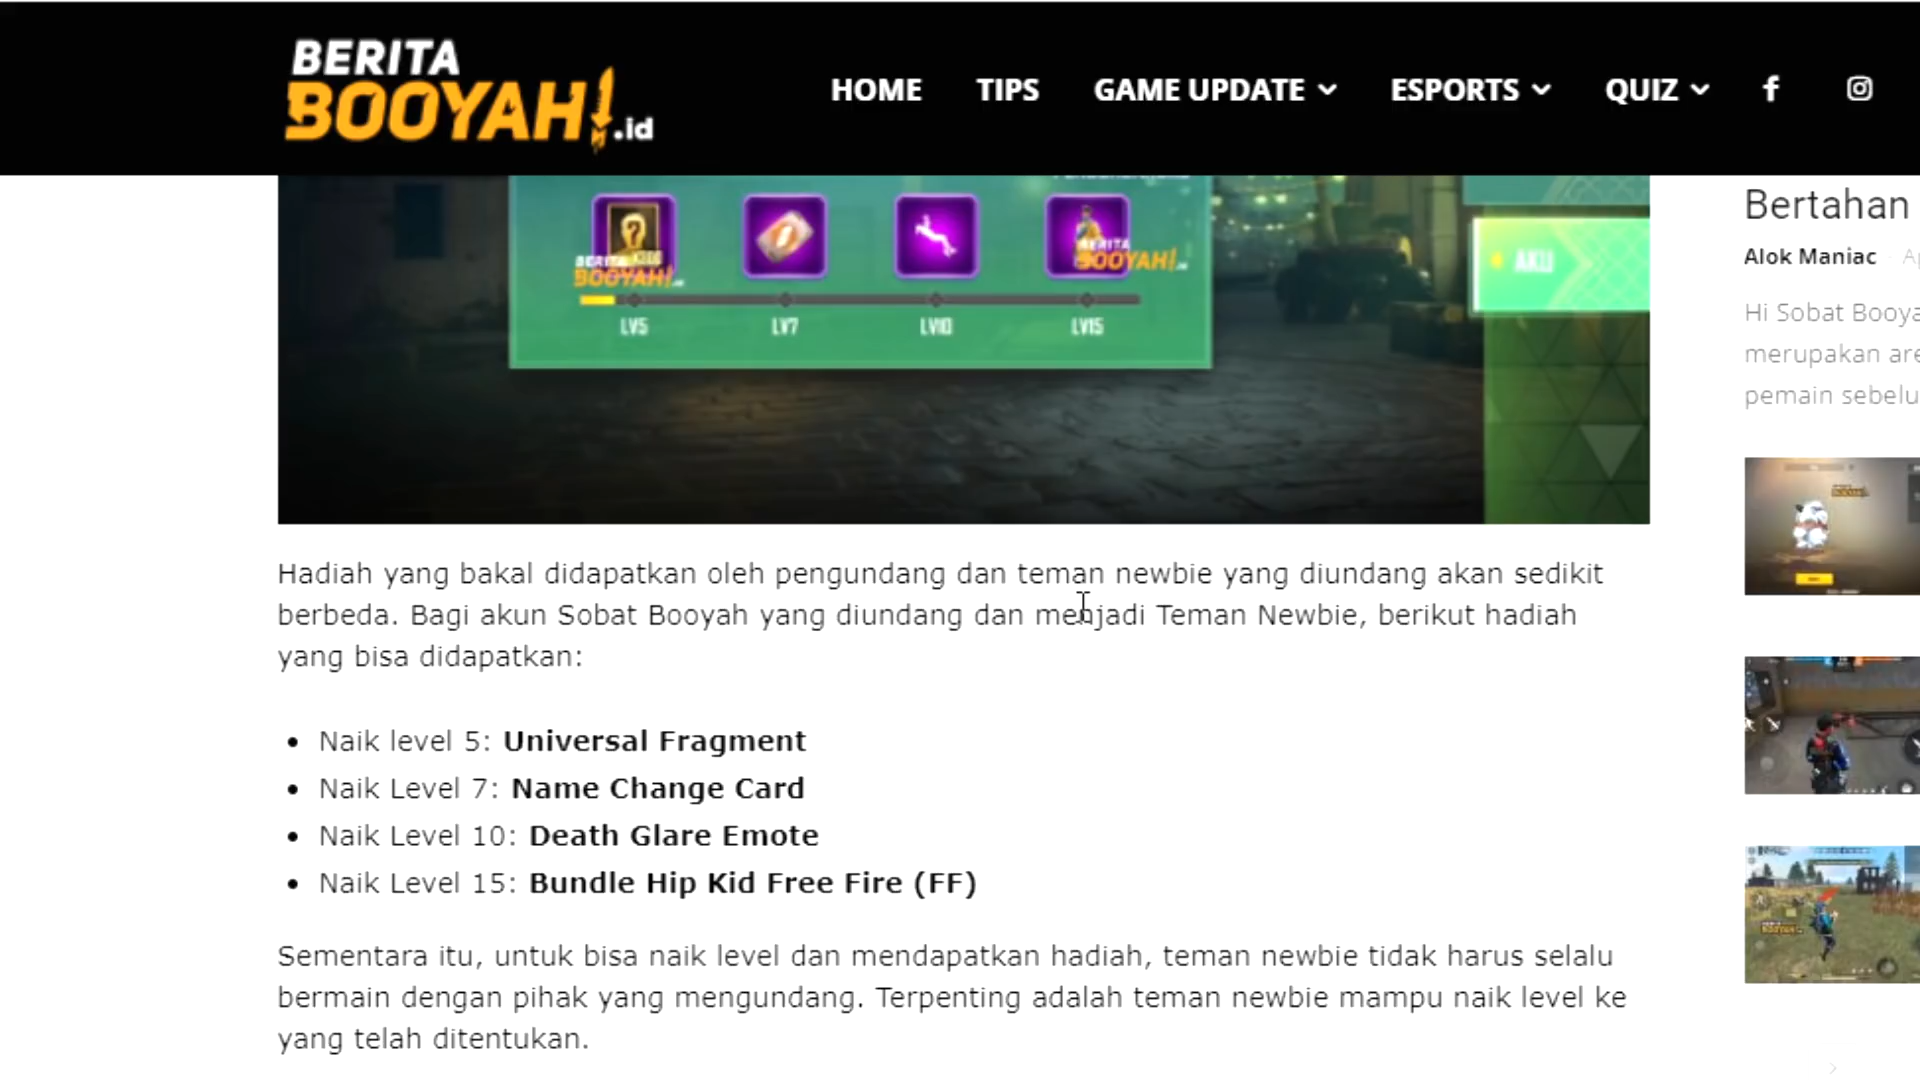 BERITA
BOOYAH!.id
HOME TIPS GAME UPDATE ESPORTS QUIZ
BERITA
BOOYAH!
BERITA
BOOYAH!
LV5 LV7 LV10 LV15
AKU
Hadiah yang bakal didapatkan oleh pengundang dan teman newbie yang diundang akan sedikit
berbeda. Bagi akun Sobat Booyah yang diundang dan menjadi Teman Newbie, berikut hadiah
yang bisa didapatkan:
• Naik level 5: Universal Fragment
• Naik Level 7: Name Change Card
• Naik Level 10: Death Glare Emote
• Naik Level 15: Bundle Hip Kid Free Fire (FF)
Sementara itu, untuk bisa naik level dan mendapatkan hadiah, teman newbie tidak harus selalu
bermain dengan pihak yang mengundang. Terpenting adalah teman newbie mampu naik level ke
yang telah ditentukan.
Bertahan
Alok Maniac
Hi Sobat
merupakan
pemain